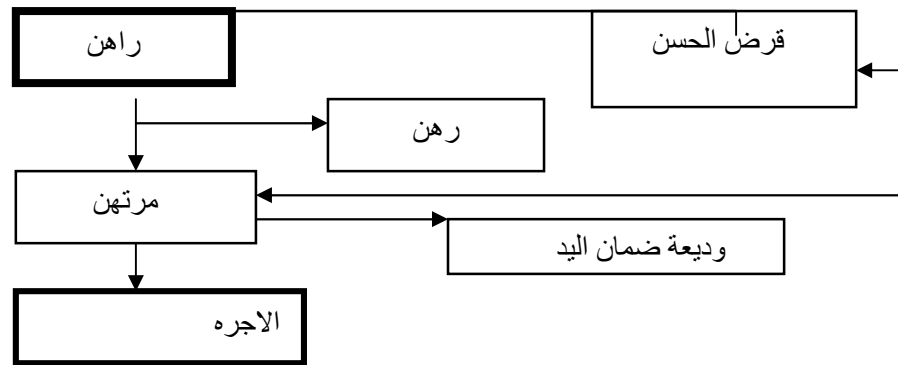 راهن
قرض الحسن
رهن
مرتهن
وديعة ضمان اليد
الاجره